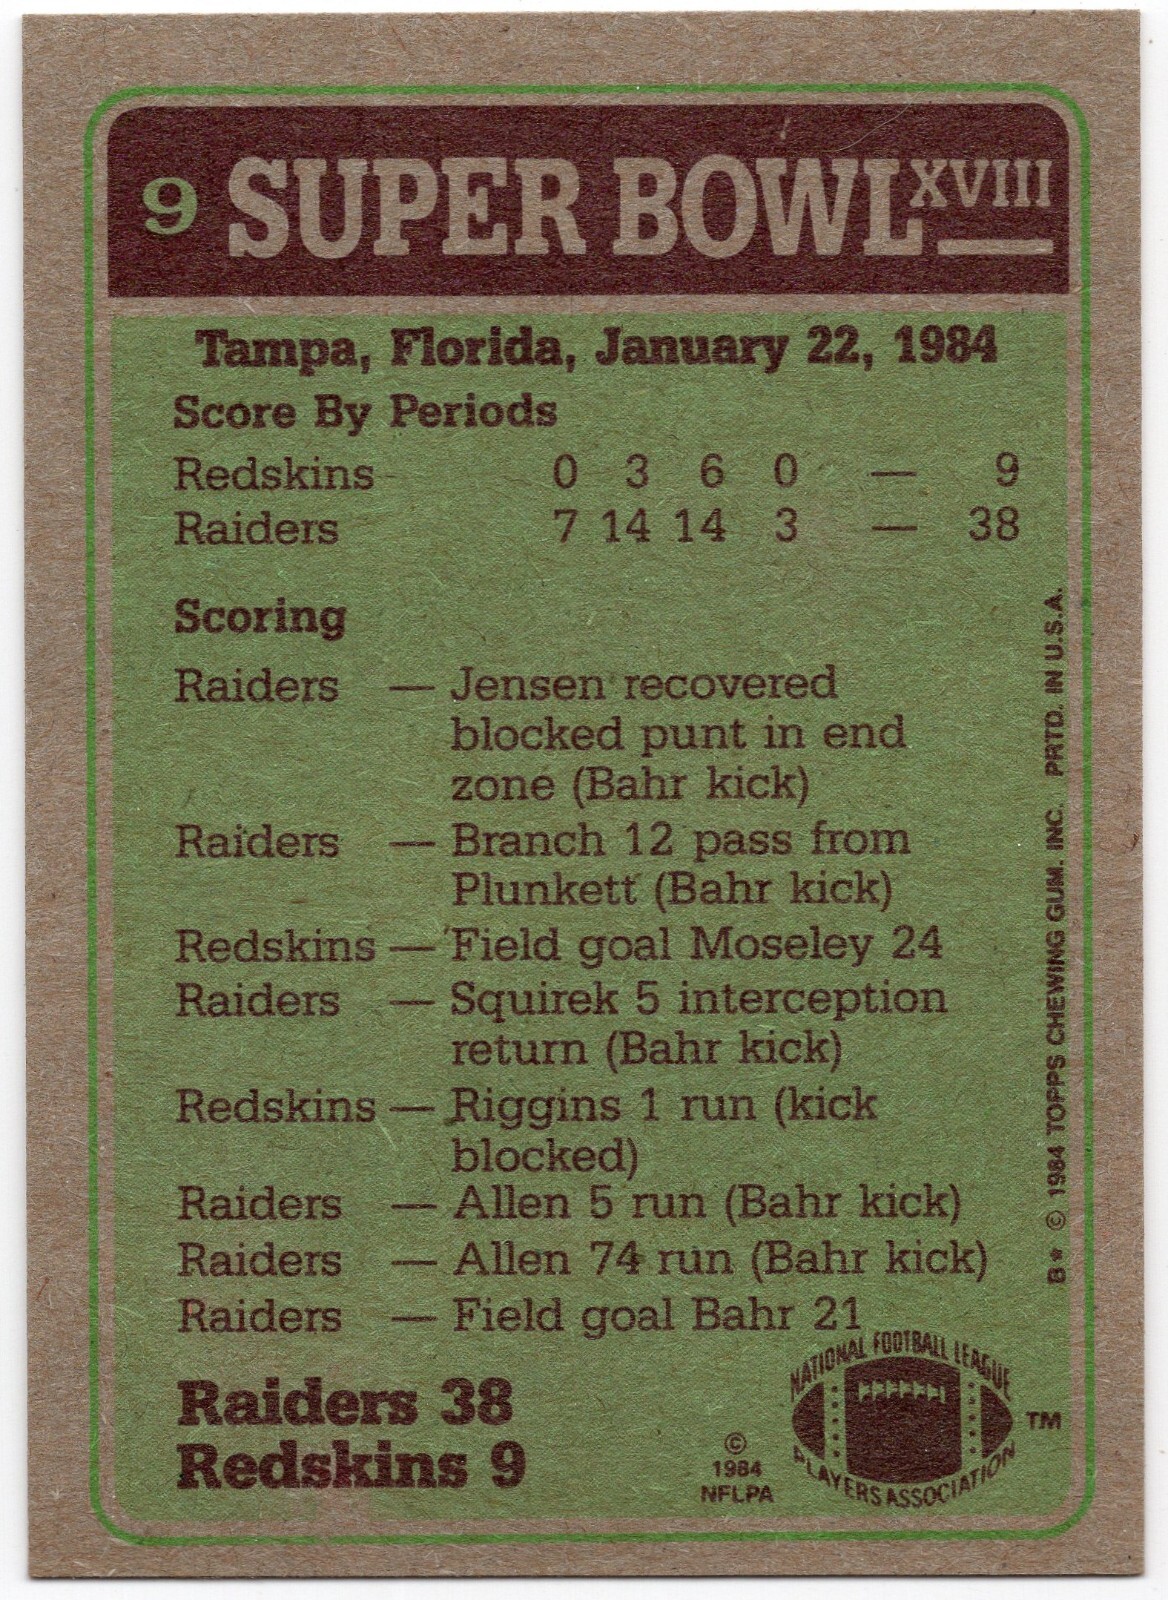 9 SUPER BOWL XVIII
Tampa, Florida, January 22, 1984
Score By Periods
Redskins 0 3 6 0 — 9
Raiders 7 14 14 3 — 38
Scoring
Raiders — Jensen recovered
blocked punt in end
zone (Bahr kick)
Raiders — Branch 12 pass from
Plunkett (Bahr kick)
Redskins — Field goal Moseley 24
Raiders — Squirek 5 interception
return (Bahr kick)
Redskins — Riggins 1 run (kick
blocked)
Raiders — Allen 5 run (Bahr kick)
Raiders — Allen 74 run (Bahr kick)
Raiders — Field goal Bahr 21
Raiders 38
Redskins 9
©
1984
NFLPA
NATIONAL FOOTBALL LEAGUE
PLAYERS ASSOCIATION
TM
B* © 1984 TOPPS CHEWING GUM. INC. PRTD. IN U.S.A.